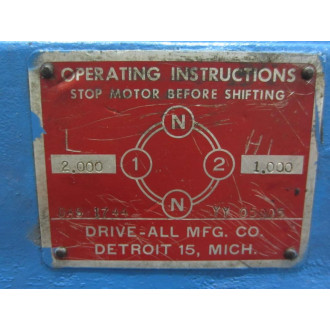 OPERATING INSTRUCTIONS
STOP MOTOR BEFORE SHIFTING
N
L HI
2.000 1 2 1.000
N
DRIVE-ALL MFG. CO.
DETROIT 15, MICH.